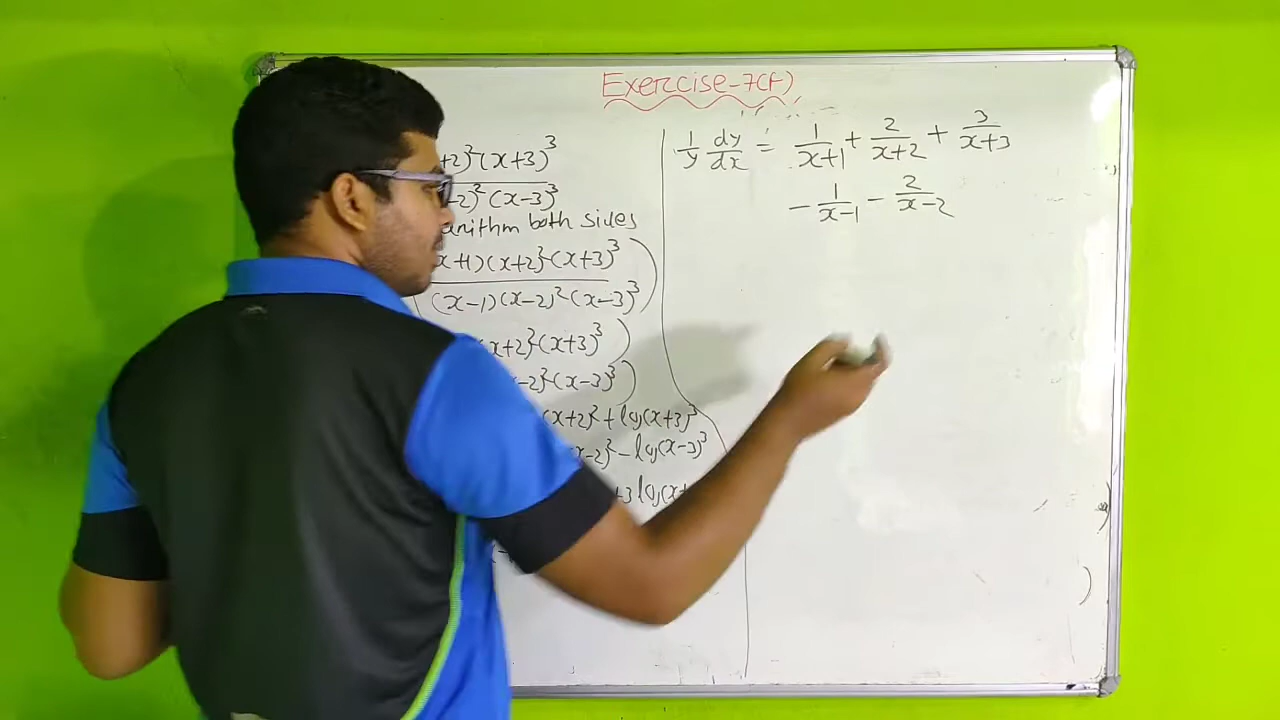 Exerccise-7(f)
+2)² (x+3)³
-2)² (x-3)³
arithm both sides
x+1)(x+2)² (x+3)³)
(x-1)(x-2)² (x-3)³)
x+2)² (x+3)³)
x-2)² (x-3)³)
(x+2)² + log(x+3)³
x-2)² - log(x-3)³
+3 log(x+
1/y dy/dx = 1/(x+1) + 2/(x+2) + 3/(x+3)
- 1/(x-1) - 2/(x-2)